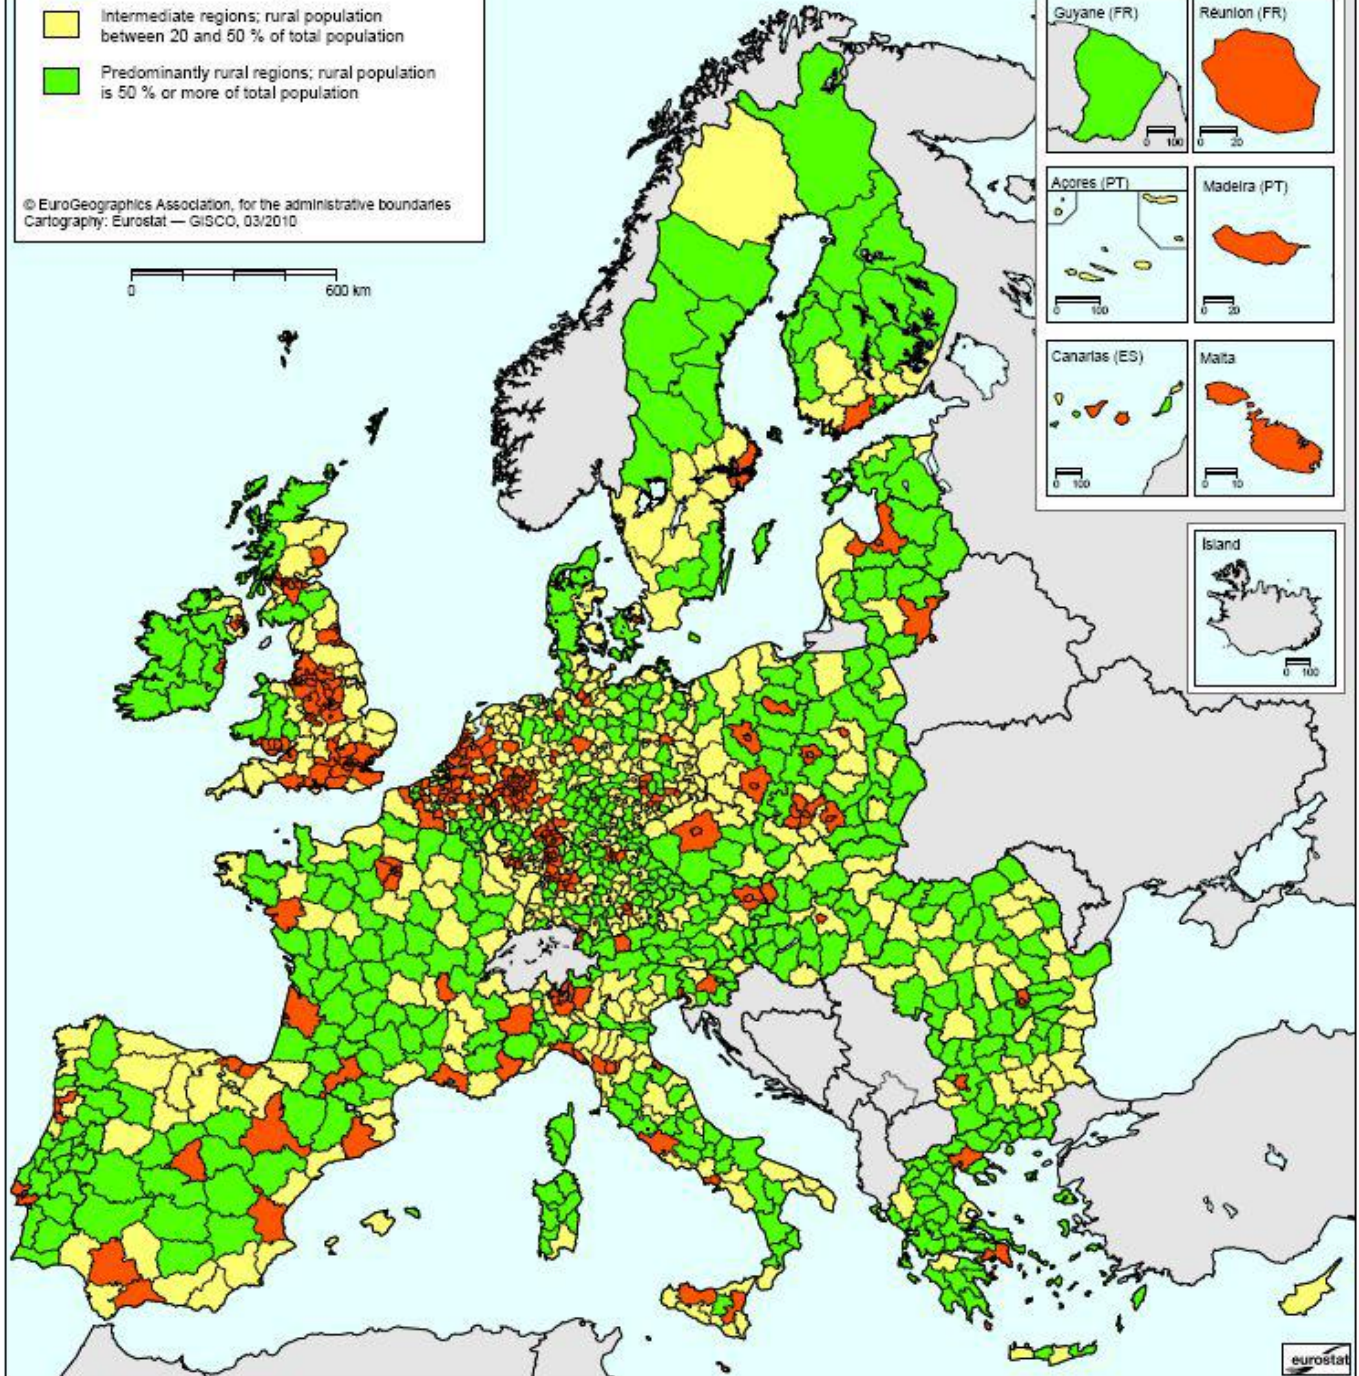 Intermediate regions; rural population
between 20 and 50 % of total population
Predominantly rural regions; rural population
is 50 % or more of total population
© EuroGeographics Association, for the administrative boundaries
Cartography: Eurostat — GISCO, 03/2010
0 600 km
Guyane (FR)
0 100
Réunion (FR)
0 20
Açores (PT)
0 100
Madeira (PT)
0 20
Canarias (ES)
0 100
Malta
0 10
Ísland
0 100
eurostat